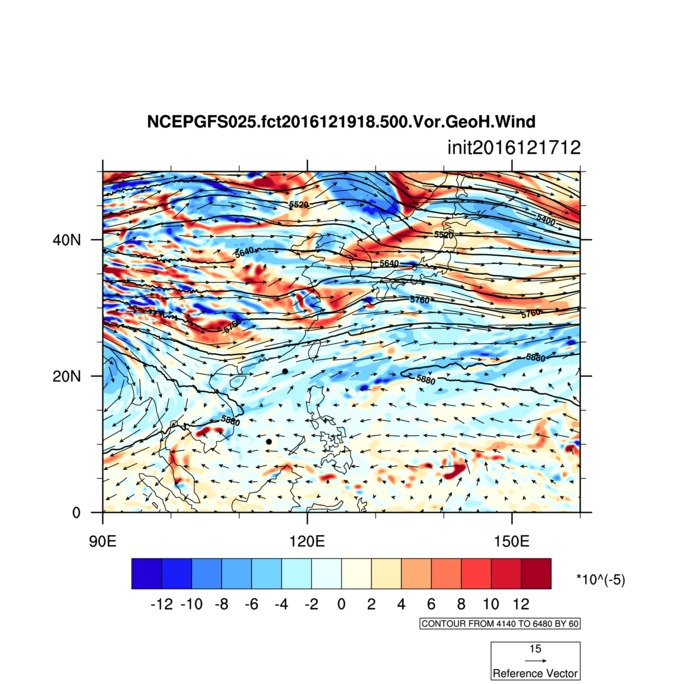 NCEPGFS025.fct2016121918.500.Vor.GeoH.Wind
init2016121712
5520
5400
5520
40N
5640
5640
5760
5760
5760
5880
20N
5880
5880
0
90E 120E 150E
-12 -10 -8 -6 -4 -2 0 2 4 6 8 10 12
*10^(-5)
CONTOUR FROM 4140 TO 6480 BY 60
15
Reference Vector